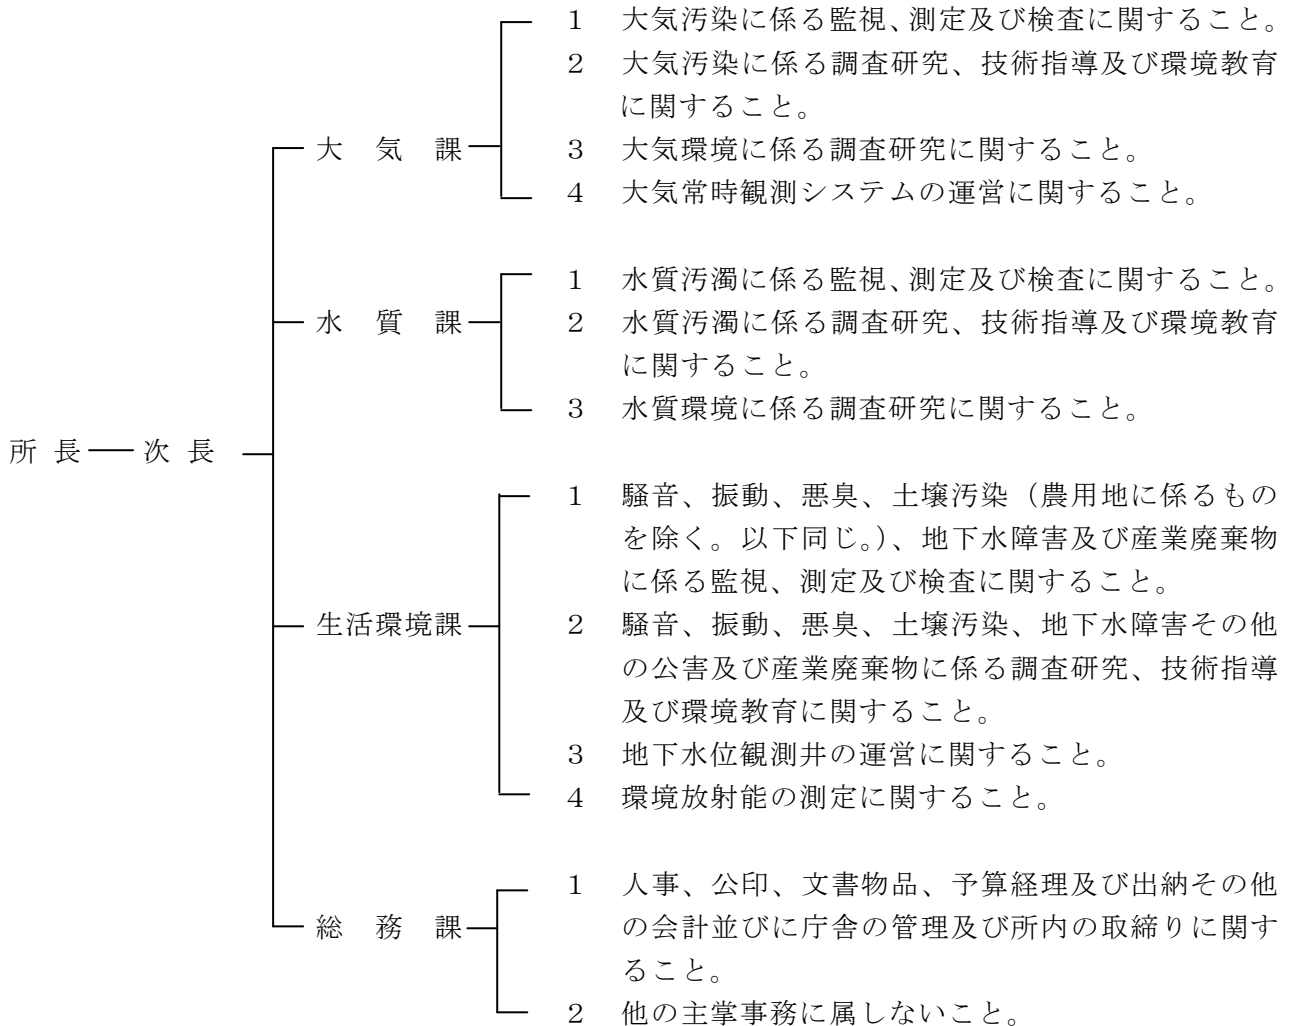 所長
次長
大気課
1 大気汚染に係る監視、測定及び検査に関すること。
2 大気汚染に係る調査研究、技術指導及び環境教育
に関すること。
3 大気環境に係る調査研究に関すること。
4 大気常時観測システムの運営に関すること。
水質課
1 水質汚濁に係る監視、測定及び検査に関すること。
2 水質汚濁に係る調査研究、技術指導及び環境教育
に関すること。
3 水質環境に係る調査研究に関すること。
生活環境課
1 騒音、振動、悪臭、土壌汚染（農用地に係るもの
を除く。以下同じ。）、地下水障害及び産業廃棄物
に係る監視、測定及び検査に関すること。
2 騒音、振動、悪臭、土壌汚染、地下水障害その他
の公害及び産業廃棄物に係る調査研究、技術指導
及び環境教育に関すること。
3 地下水位観測井の運営に関すること。
4 環境放射能の測定に関すること。
総務課
1 人事、公印、文書物品、予算経理及び出納その他
の会計並びに庁舎の管理及び所内の取締りに関す
ること。
2 他の主掌事務に属しないこと。